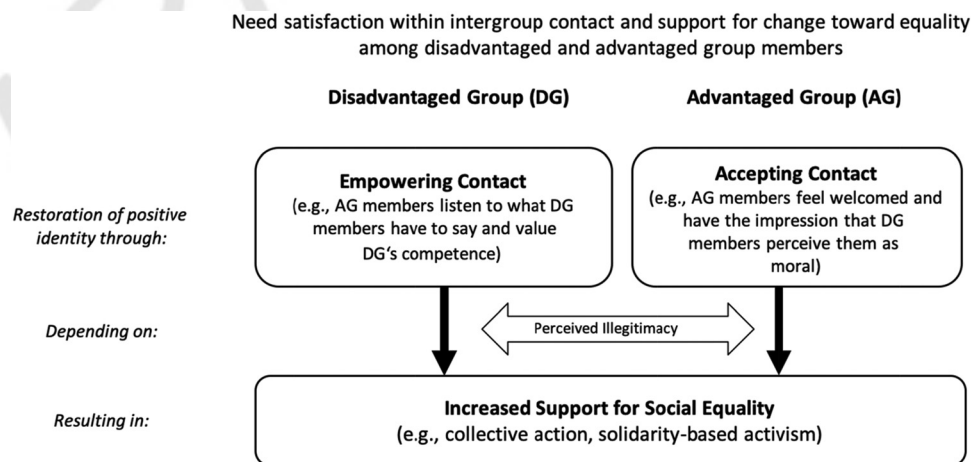 Need satisfaction within intergroup contact and support for change toward equality
among disadvantaged and advantaged group members
Disadvantaged Group (DG)
Advantaged Group (AG)
Restoration of positive
identity through:
Empowering Contact
(e.g., AG members listen to what DG
members have to say and value
DG‘s competence)
Accepting Contact
(e.g., AG members feel welcomed and
have the impression that DG
members perceive them as
moral)
Depending on:
Perceived Illegitimacy
Resulting in:
Increased Support for Social Equality
(e.g., collective action, solidarity-based activism)